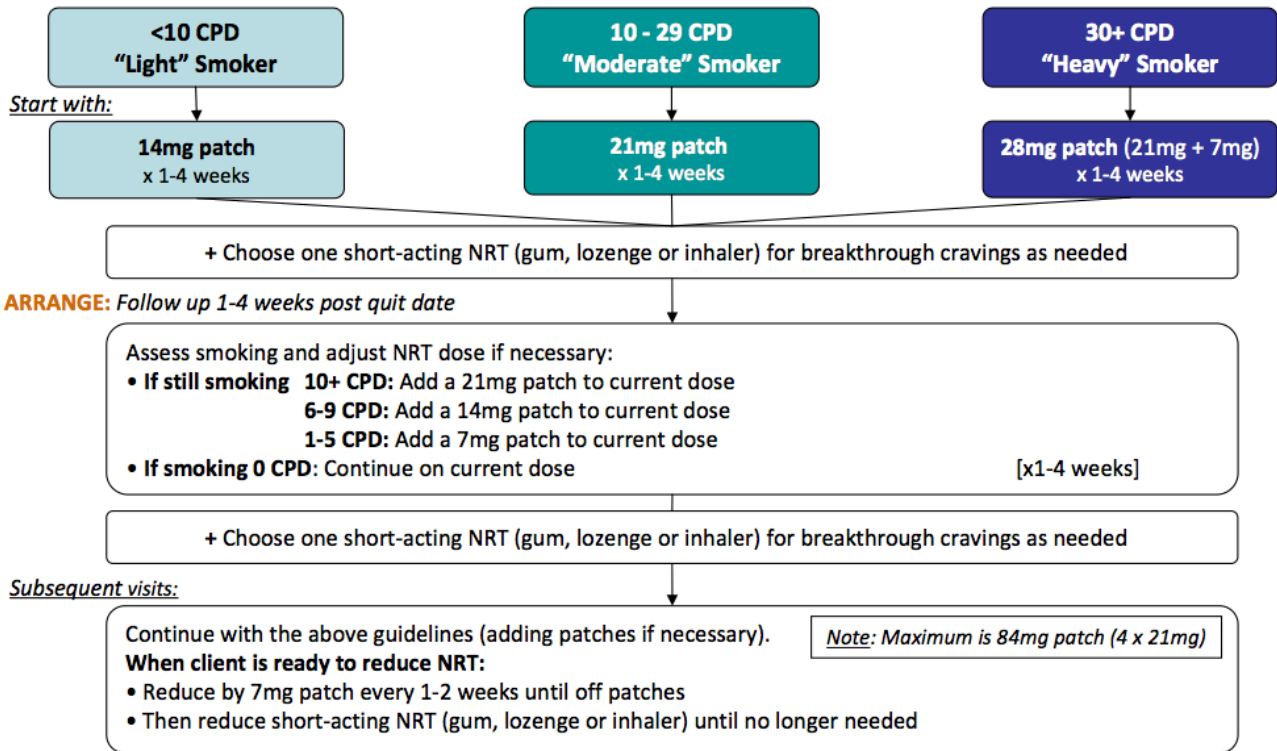 <10 CPD
"Light" Smoker
10 - 29 CPD
"Moderate" Smoker
30+ CPD
"Heavy" Smoker
Start with:
14mg patch
x 1-4 weeks
21mg patch
x 1-4 weeks
28mg patch (21mg + 7mg)
x 1-4 weeks
+ Choose one short-acting NRT (gum, lozenge or inhaler) for breakthrough cravings as needed
ARRANGE: Follow up 1-4 weeks post quit date
Assess smoking and adjust NRT dose if necessary:
• If still smoking 10+ CPD: Add a 21mg patch to current dose
6-9 CPD: Add a 14mg patch to current dose
1-5 CPD: Add a 7mg patch to current dose
• If smoking 0 CPD: Continue on current dose [x1-4 weeks]
+ Choose one short-acting NRT (gum, lozenge or inhaler) for breakthrough cravings as needed
Subsequent visits:
Continue with the above guidelines (adding patches if necessary).
Note: Maximum is 84mg patch (4 x 21mg)
When client is ready to reduce NRT:
• Reduce by 7mg patch every 1-2 weeks until off patches
• Then reduce short-acting NRT (gum, lozenge or inhaler) until no longer needed